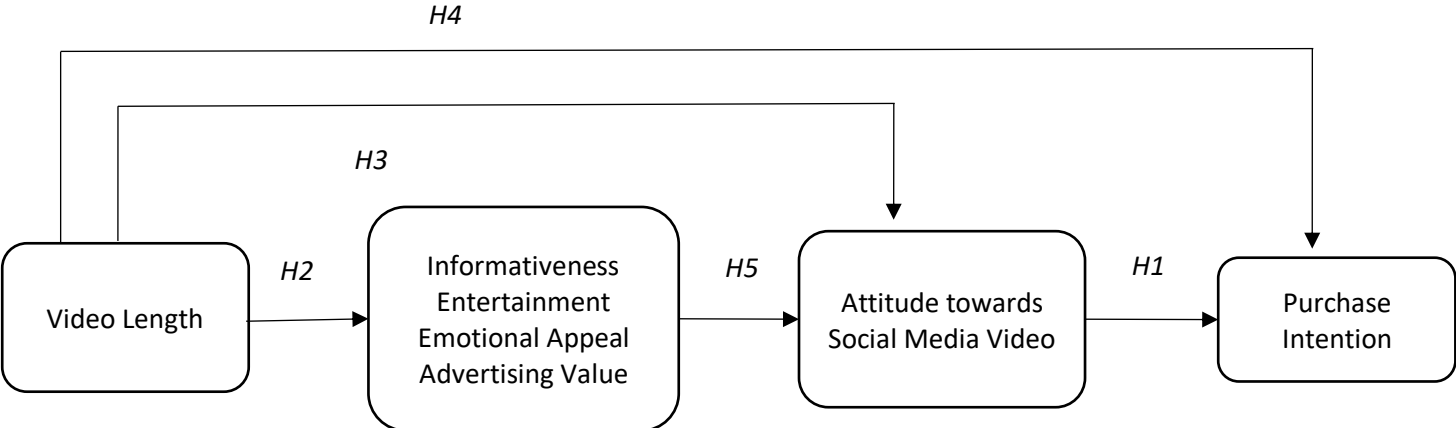 H4
H3
Video Length
H2
Informativeness
Entertainment
Emotional Appeal
Advertising Value
H5
Attitude towards
Social Media Video
H1
Purchase
Intention